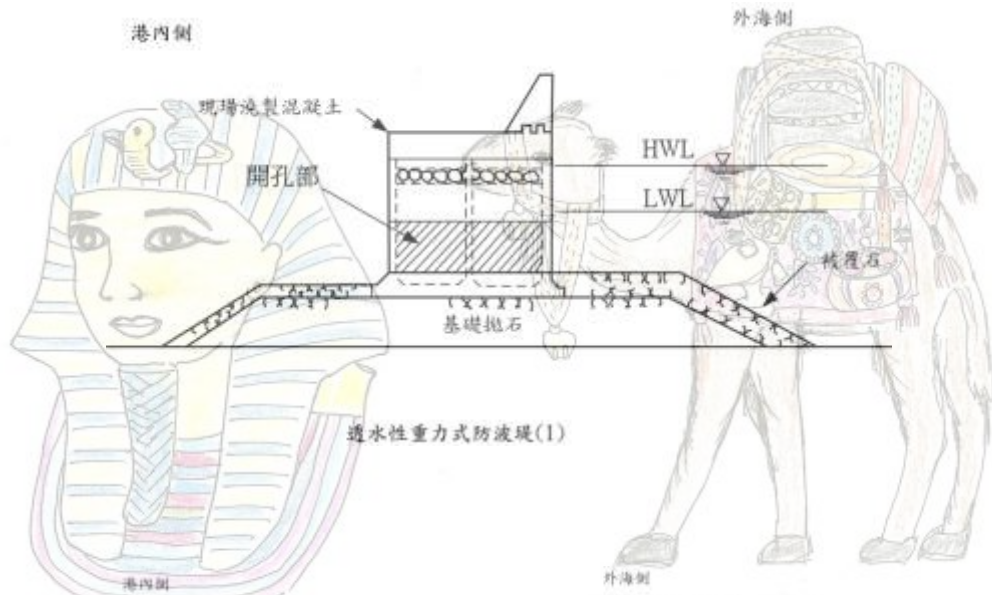 港內側
外海側
現場澆製混凝土
開孔部
HWL
LWL
被覆石
基礎拋石
透水性重力式防波堤(1)
港內側
外海側